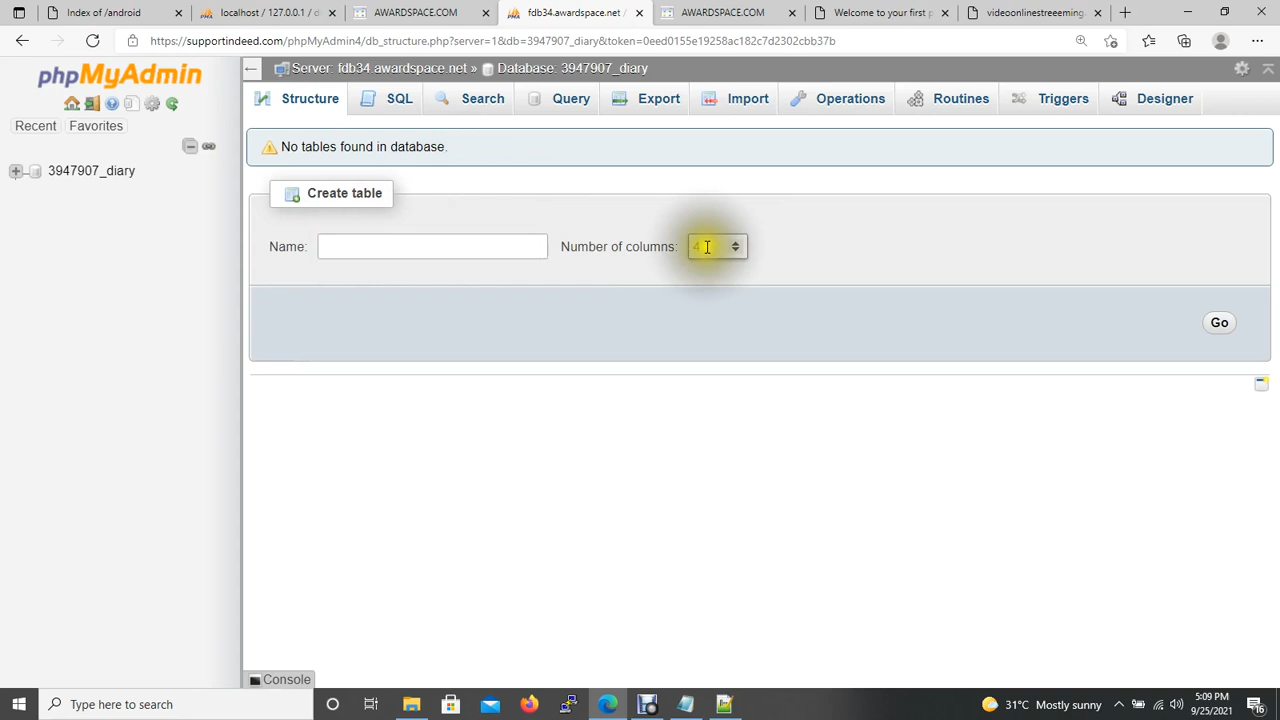 Index of /android
localhost / 127.0.0.1 / d
AWARDSPACE.COM
fdb34.awardspace.net /
AWARDSPACE.COM
Welcome to your first p
videoonlinestreeeming.
https://supportindeed.com/phpMyAdmin4/db_structure.php?server=1&db=3947907_diary&token=0eed0155e19258ac182c7d2302cbb37b
phpMyAdmin
Recent
Favorites
3947907_diary
Server: fdb34.awardspace.net » Database: 3947907_diary
Structure
SQL
Search
Query
Export
Import
Operations
Routines
Triggers
Designer
No tables found in database.
Create table
Name:
Number of columns: 4
Go
Console
Type here to search
31°C Mostly sunny
5:09 PM
9/25/2021
16